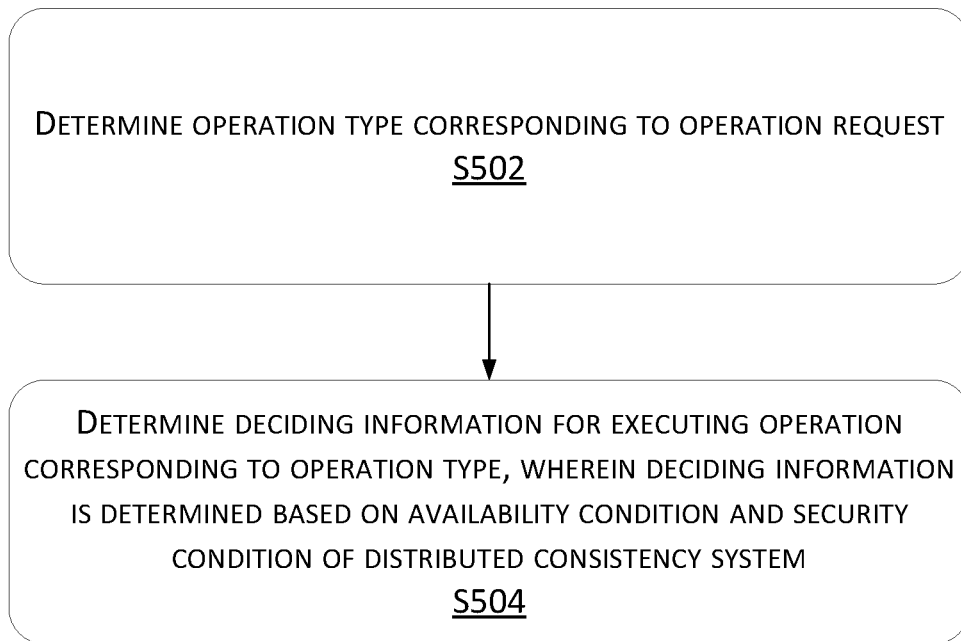 DETERMINE OPERATION TYPE CORRESPONDING TO OPERATION REQUEST
S502
DETERMINE DECIDING INFORMATION FOR EXECUTING OPERATION
CORRESPONDING TO OPERATION TYPE, WHEREIN DECIDING INFORMATION
IS DETERMINED BASED ON AVAILABILITY CONDITION AND SECURITY
CONDITION OF DISTRIBUTED CONSISTENCY SYSTEM
S504